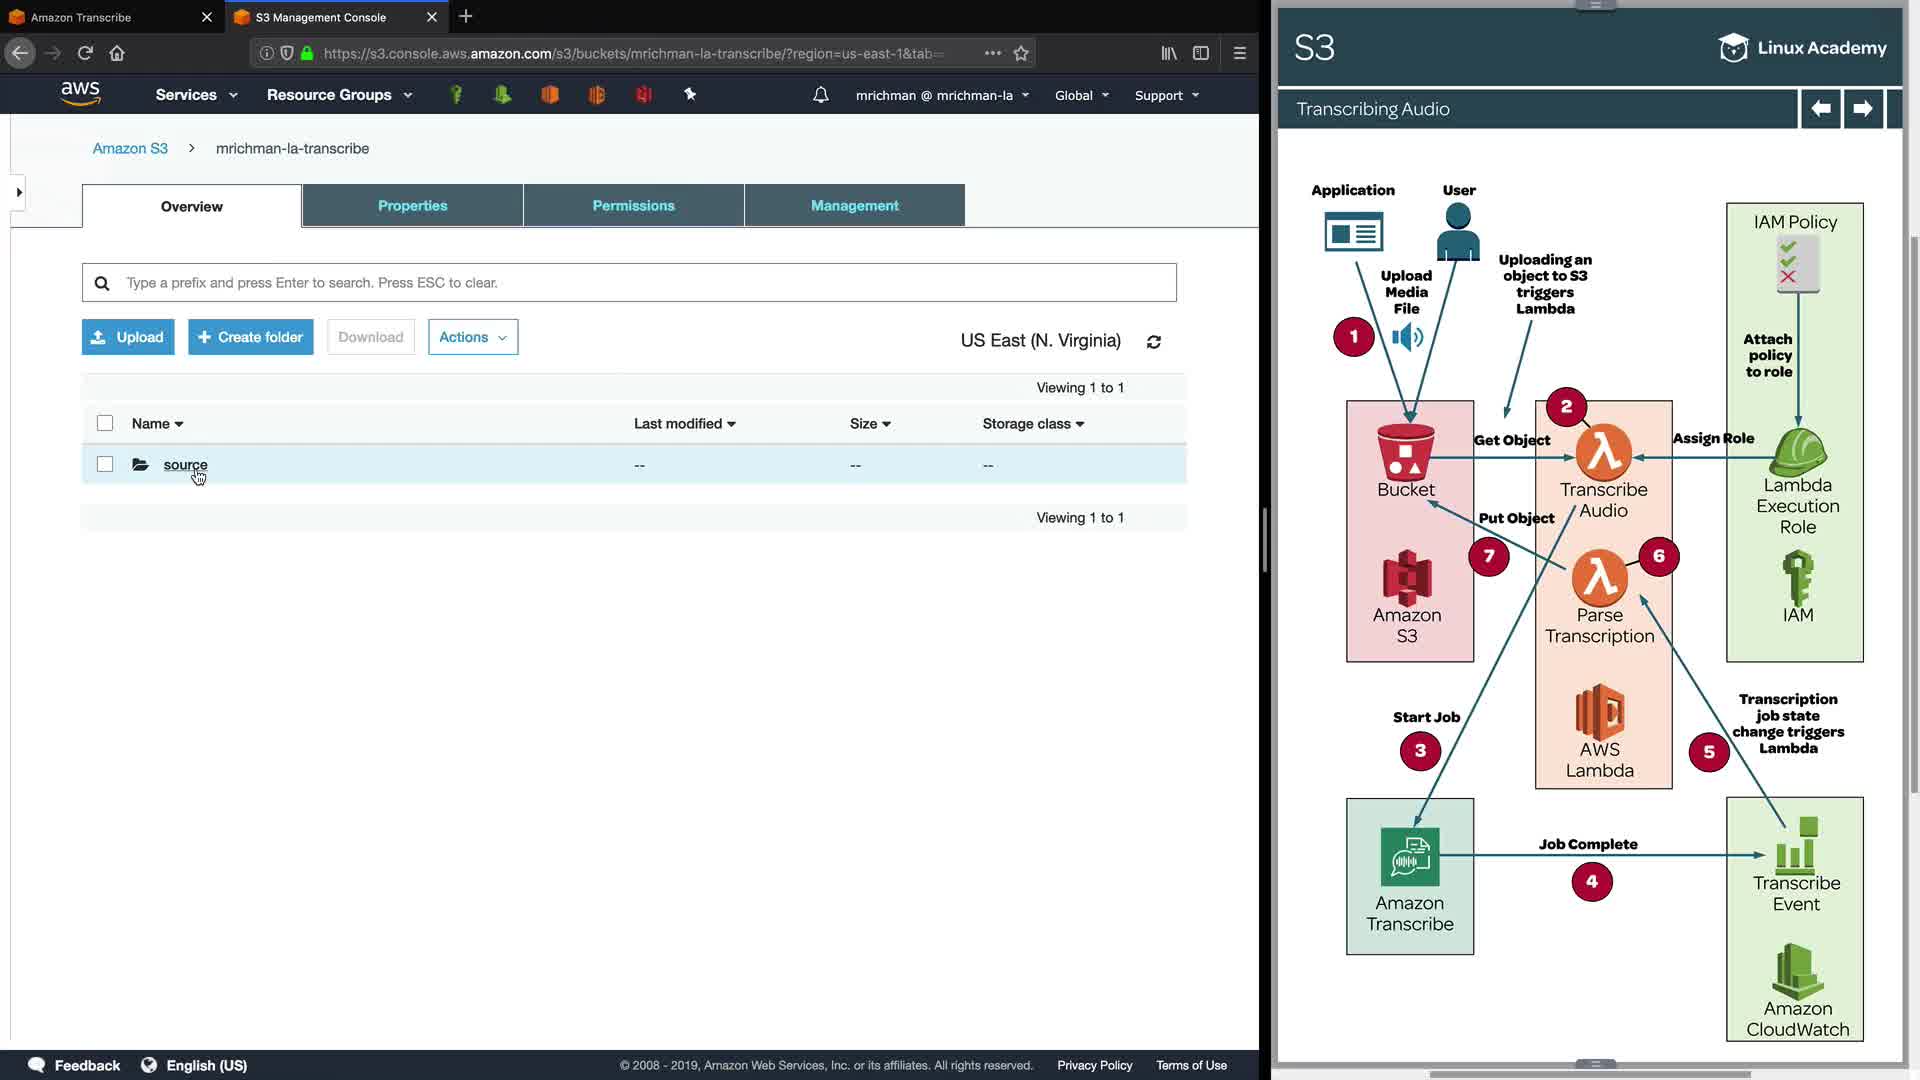 Amazon Transcribe
S3 Management Console
https://s3.console.aws.amazon.com/s3/buckets/mrichman-la-transcribe/?region=us-east-1&tab=
aws
Services
Resource Groups
mrichman @ mrichman-la
Global
Support
Amazon S3 > mrichman-la-transcribe
Overview
Properties
Permissions
Management
Type a prefix and press Enter to search. Press ESC to clear.
Upload
+ Create folder
Download
Actions
US East (N. Virginia)
Viewing 1 to 1
Name
Last modified
Size
Storage class
source
--
--
--
Viewing 1 to 1
Feedback
English (US)
© 2008 - 2019, Amazon Web Services, Inc. or its affiliates. All rights reserved.
Privacy Policy
Terms of Use
S3
Linux Academy
Transcribing Audio
Application
User
Upload
Media
File
1
Uploading an
object to S3
triggers
Lambda
IAM Policy
Attach
policy
to role
2
Get Object
Assign Role
Bucket
Transcribe
Audio
Lambda
Execution
Role
Put Object
7
6
Amazon
S3
Parse
Transcription
IAM
AWS
Lambda
Start Job
3
Transcription
job state
change triggers
Lambda
5
Job Complete
4
Amazon
Transcribe
Transcribe
Event
Amazon
CloudWatch